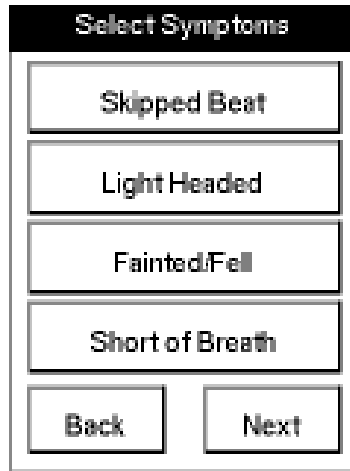 Select Symptoms
Skipped Beat
Light Headed
Fainted/Fell
Short of Breath
Back Next